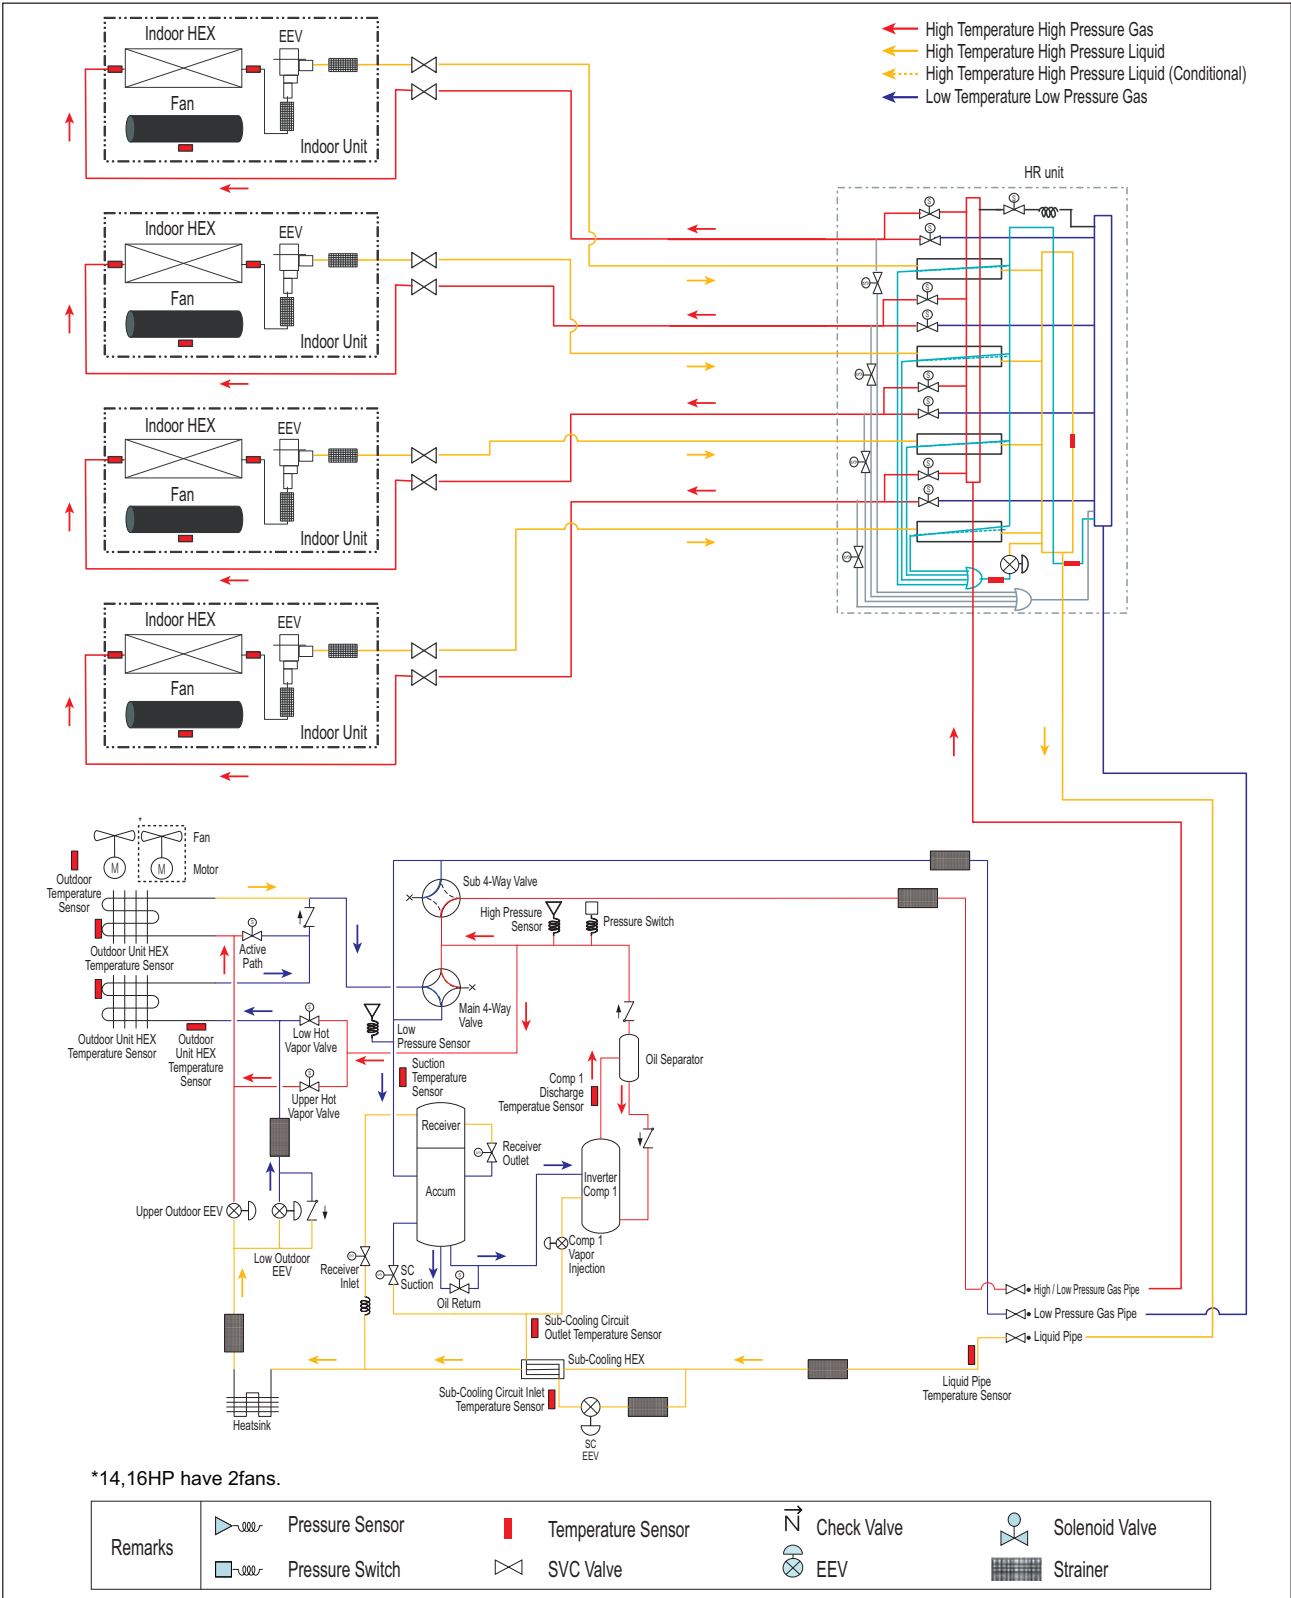 High Temperature High Pressure Gas
High Temperature High Pressure Liquid
High Temperature High Pressure Liquid (Conditional)
Low Temperature Low Pressure Gas
Indoor HEX
EEV
Fan
Indoor Unit
Indoor HEX
EEV
Fan
Indoor Unit
Indoor HEX
EEV
Fan
Indoor Unit
Indoor HEX
EEV
Fan
Indoor Unit
HR unit
S
S
S
S
S
S
S
S
S
S
S
S
S
*
Fan
M
M
Motor
Outdoor
Temperature
Sensor
Outdoor Unit HEX
Temperature Sensor
S
Active
Path
Outdoor Unit HEX
Temperature Sensor
Outdoor
Unit HEX
Temperature
Sensor
S
Low Hot
Vapor Valve
S
Upper Hot
Vapor Valve
Sub 4-Way Valve
High Pressure
Sensor
Pressure Switch
Main 4-Way
Valve
Low
Pressure Sensor
Suction
Temperature
Sensor
Oil Separator
Comp 1
Discharge
Temperatue Sensor
Receiver
S
Receiver
Outlet
Accum
Inverter
Comp 1
Upper Outdoor EEV
Low Outdoor
EEV
S
Receiver
Inlet
S
SC
Suction
S
Oil Return
Comp 1
Vapor
Injection
Sub-Cooling Circuit
Outlet Temperature Sensor
Sub-Cooling HEX
Sub-Cooling Circuit Inlet
Temperature Sensor
SC
EEV
Heatsink
High / Low Pressure Gas Pipe
Low Pressure Gas Pipe
Liquid Pipe
Liquid Pipe
Temperature Sensor
*14,16HP have 2fans.
Remarks
Pressure Sensor
Temperature Sensor
Check Valve
Solenoid Valve
Pressure Switch
SVC Valve
EEV
Strainer